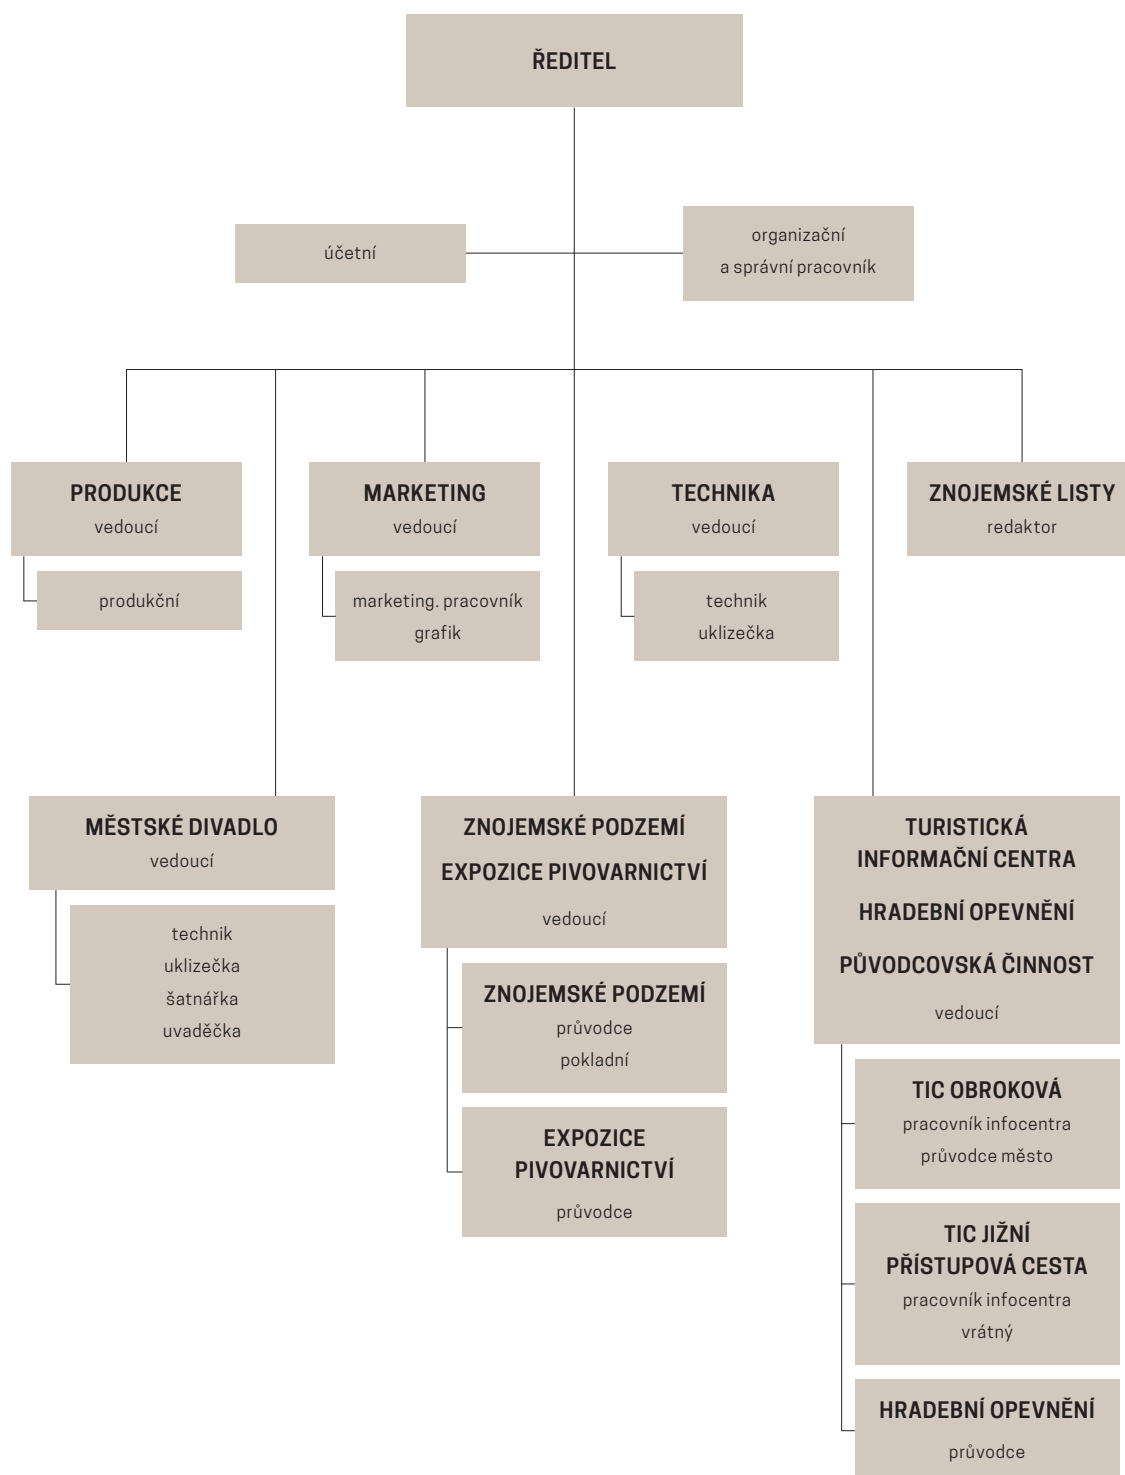 ŘEDITEL
účetní
organizační
a správní pracovník
PRODUKCE
vedoucí
produkční
MARKETING
vedoucí
marketing. pracovník
grafik
TECHNIKA
vedoucí
technik
uklizečka
ZNOJEMSKÉ LISTY
redaktor
MĚSTSKÉ DIVADLO
vedoucí
technik
uklizečka
šatnářka
uvaděčka
ZNOJEMSKÉ PODZEMÍ
EXPOZICE PIVOVARNICTVÍ
vedoucí
ZNOJEMSKÉ PODZEMÍ
průvodce
pokladní
EXPOZICE
PIVOVARNICTVÍ
průvodce
TURISTICKÁ
INFORMAČNÍ CENTRA
HRADEBNÍ OPEVNĚNÍ
PŮVODCOVSKÁ ČINNOST
vedoucí
TIC OBROKOVÁ
pracovník infocentra
průvodce město
TIC JIŽNÍ
PŘÍSTUPOVÁ CESTA
pracovník infocentra
vrátný
HRADEBNÍ OPEVNĚNÍ
průvodce